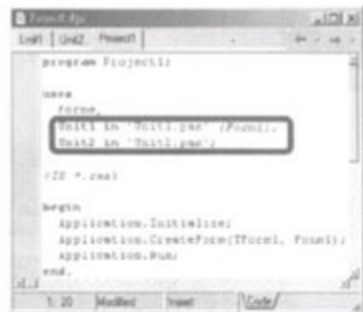 Project1.dpr
Unit1 Unit2 Project1
program Project1;
uses
Forms,
Unit1 in 'Unit1.pas' {Form1},
Unit2 in 'Unit2.pas';
{$R *.res}
begin
Application.Initialize;
Application.CreateForm(TForm1, Form1);
Application.Run;
end.
1: 20 Modified Insert Code